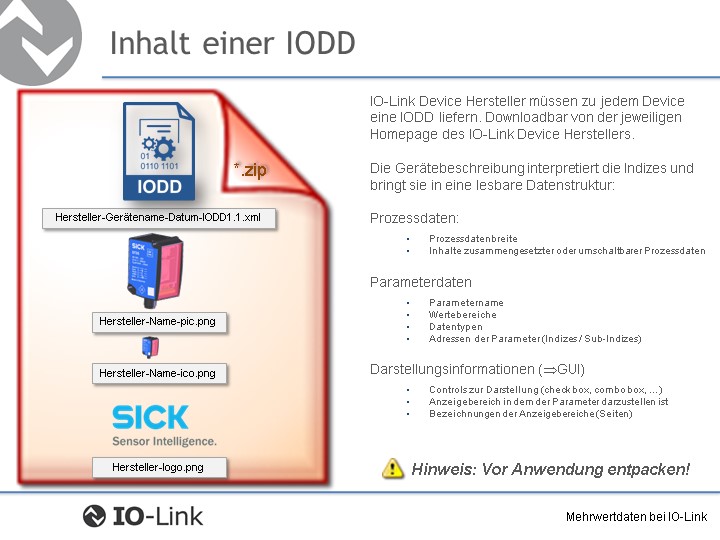 Inhalt einer IODD
01
0110 1101
IODD
*.zip
Hersteller-Gerätename-Datum-IODD1.1.xml
SICK
Hersteller-Name-pic.png
Hersteller-Name-ico.png
SICK
Sensor Intelligence.
Hersteller-logo.png
IO-Link Device Hersteller müssen zu jedem Device
eine IODD liefern. Downloadbar von der jeweiligen
Homepage des IO-Link Device Herstellers.
Die Gerätebeschreibung interpretiert die Indizes und
bringt sie in eine lesbare Datenstruktur:
Prozessdaten:
• Prozessdatenbreite
• Inhalte zusammengesetzter oder umschaltbarer Prozessdaten
Parameterdaten
• Parametername
• Wertebereiche
• Datentypen
• Adressen der Parameter (Indizes / Sub-Indizes)
Darstellungsinformationen (⇒GUI)
• Controls zur Darstellung (check box, combo box, ...)
• Anzeigebereich in dem der Parameter darzustellen ist
• Bezeichnungen der Anzeigebereiche (Seiten)
Hinweis: Vor Anwendung entpacken!
IO-Link
Mehrwertdaten bei IO-Link